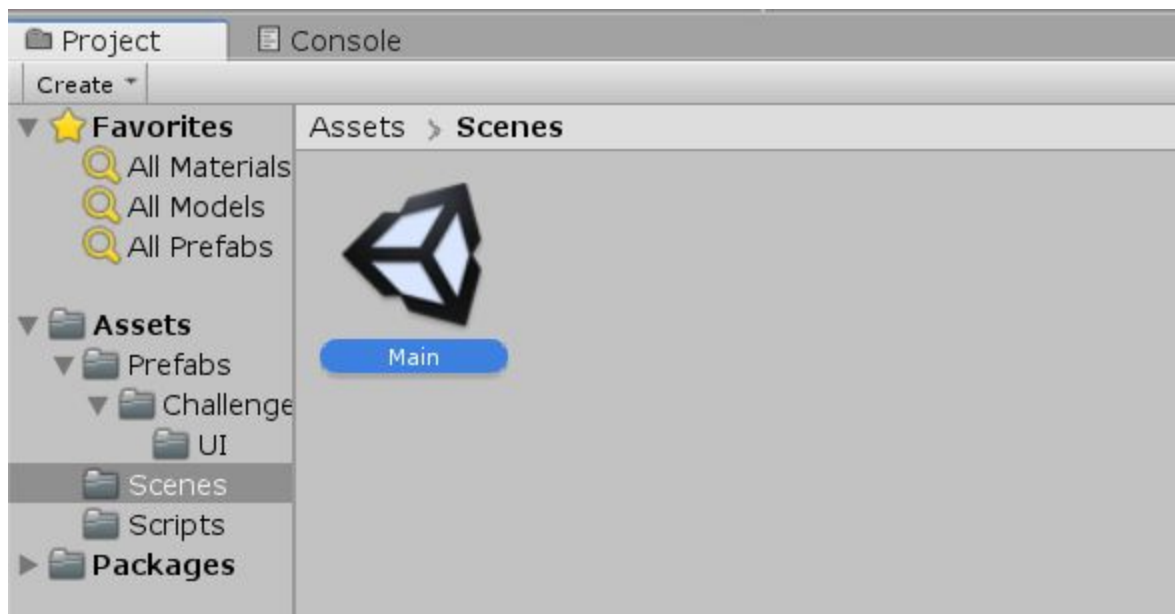 Project
Console
Create
Favorites
All Materials
All Models
All Prefabs
Assets
Prefabs
Challenge
UI
Scenes
Scripts
Packages
Assets > Scenes
Main